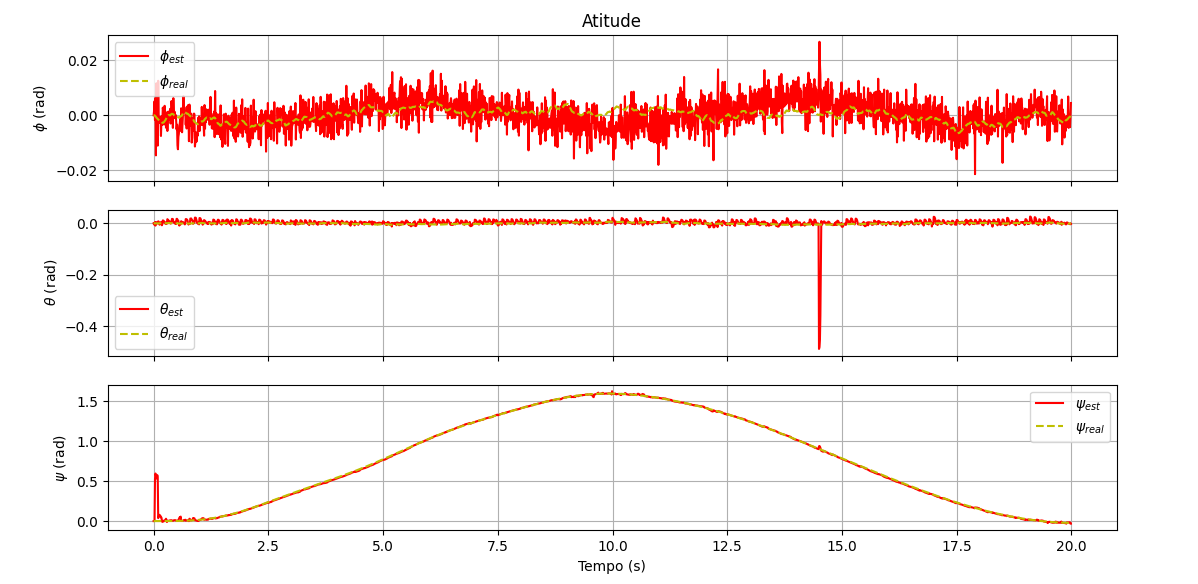 Atitude
ϕ (rad)
0.02
0.00
−0.02
ϕ_est
ϕ_real
θ (rad)
0.0
−0.2
−0.4
θ_est
θ_real
ψ (rad)
1.5
1.0
0.5
0.0
ψ_est
ψ_real
0.0 2.5 5.0 7.5 10.0 12.5 15.0 17.5 20.0
Tempo (s)